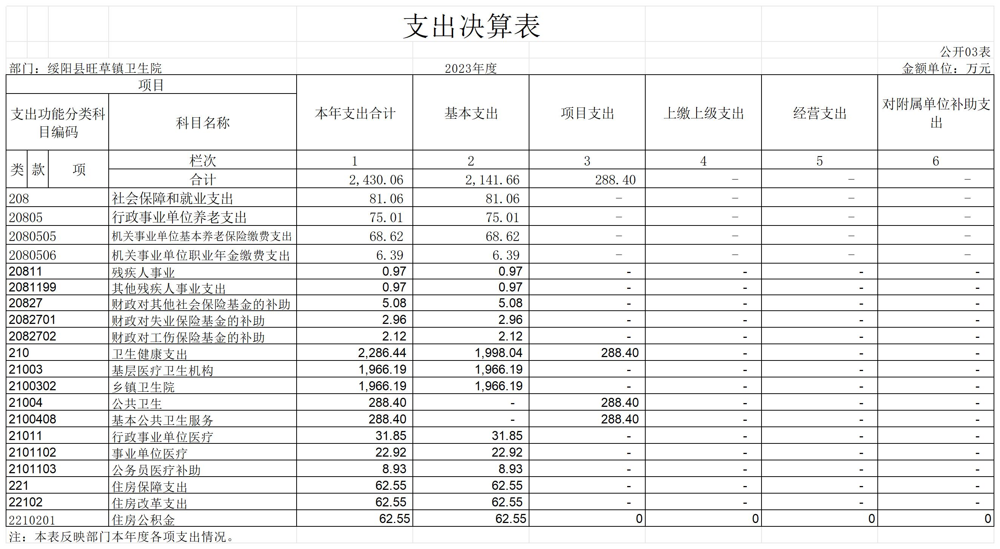 支出决算表
公开03表
部门：绥阳县旺草镇卫生院 2023年度 金额单位：万元
项目 本年支出合计 基本支出 项目支出 上缴上级支出 经营支出 对附属单位补助支出
支出功能分类科目编码 科目名称
类 款 项 栏次 1 2 3 4 5 6
合计 2,430.06 2,141.66 288.40 – – –
208 社会保障和就业支出 81.06 81.06 – – – –
20805 行政事业单位养老支出 75.01 75.01 – – – –
2080505 机关事业单位基本养老保险缴费支出 68.62 68.62 – – – –
2080506 机关事业单位职业年金缴费支出 6.39 6.39 – – – –
20811 残疾人事业 0.97 0.97 - - - -
2081199 其他残疾人事业支出 0.97 0.97 - - - -
20827 财政对其他社会保险基金的补助 5.08 5.08 - - - -
2082701 财政对失业保险基金的补助 2.96 2.96 - - - -
2082702 财政对工伤保险基金的补助 2.12 2.12 - - - -
210 卫生健康支出 2,286.44 1,998.04 288.40 - - -
21003 基层医疗卫生机构 1,966.19 1,966.19 - - - -
2100302 乡镇卫生院 1,966.19 1,966.19 - - - -
21004 公共卫生 288.40 - 288.40 - - -
2100408 基本公共卫生服务 288.40 - 288.40 - - -
21011 行政事业单位医疗 31.85 31.85 - - - -
2101102 事业单位医疗 22.92 22.92 - - - -
2101103 公务员医疗补助 8.93 8.93 - - - -
221 住房保障支出 62.55 62.55 - - - -
22102 住房改革支出 62.55 62.55 - - - -
2210201 住房公积金 62.55 62.55 0 0 0 0
注：本表反映部门本年度各项支出情况。